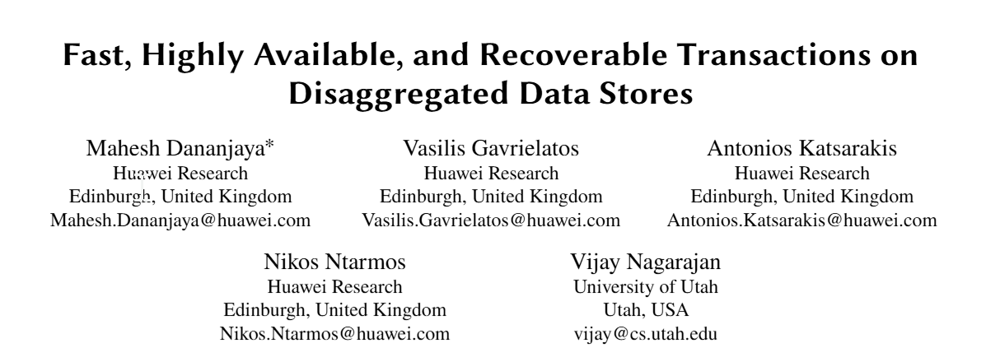 Fast, Highly Available, and Recoverable Transactions on
Disaggregated Data Stores
Mahesh Dananjaya*
Huawei Research
Edinburgh, United Kingdom
Mahesh.Dananjaya@huawei.com
Vasilis Gavrielatos
Huawei Research
Edinburgh, United Kingdom
Vasilis.Gavrielatos@huawei.com
Antonios Katsarakis
Huawei Research
Edinburgh, United Kingdom
Antonios.Katsarakis@huawei.com
Nikos Ntarmos
Huawei Research
Edinburgh, United Kingdom
Nikos.Ntarmos@huawei.com
Vijay Nagarajan
University of Utah
Utah, USA
vijay@cs.utah.edu